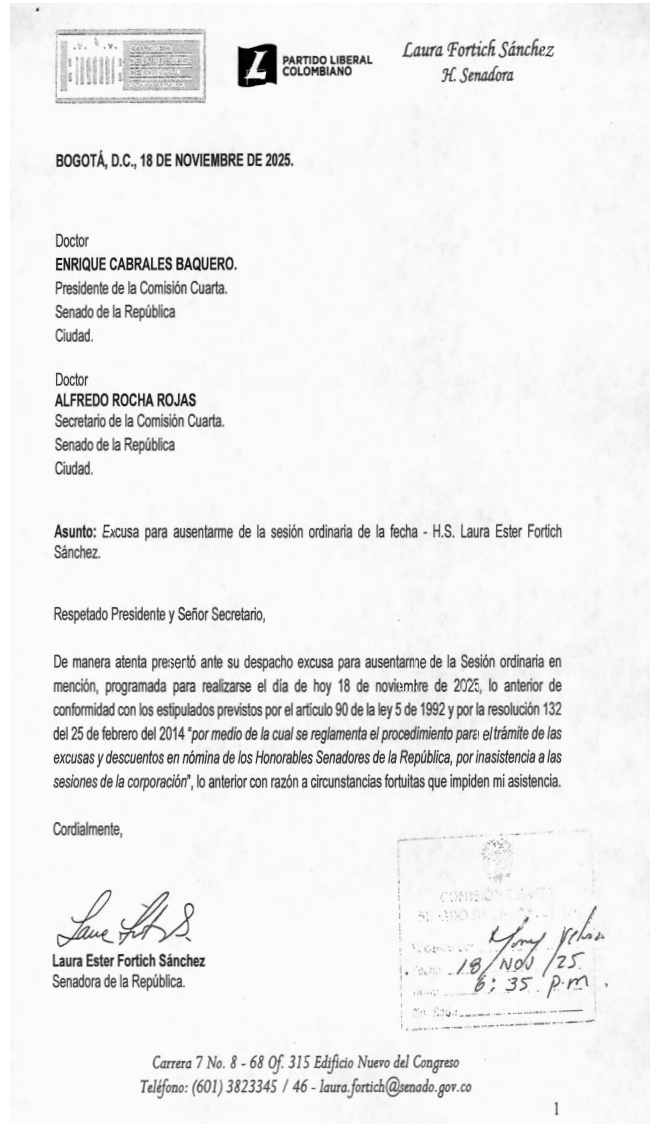 CONGRESO
DE LA REPÚBLICA
DE COLOMBIA
PARTIDO LIBERAL
COLOMBIANO
Laura Fortich Sánchez
H. Senadora
BOGOTÁ, D.C., 18 DE NOVIEMBRE DE 2025.
Doctor
ENRIQUE CABRALES BAQUERO.
Presidente de la Comisión Cuarta.
Senado de la República
Ciudad.
Doctor
ALFREDO ROCHA ROJAS
Secretario de la Comisión Cuarta.
Senado de la República
Ciudad.
Asunto: Excusa para ausentarme de la sesión ordinaria de la fecha - H.S. Laura Ester Fortich
Sánchez.
Respetado Presidente y Señor Secretario,
De manera atenta presertó ante su despacho excusa para ausentarme de la Sesión ordinaria en
mención, programada para realizarse el día de hoy 18 de noviembre de 2025, lo anterior de
conformidad con los estipulados previstos por el artículo 90 de la ley 5 de 1992 y por la resolución 132
del 25 de febrero del 2014 "por medio de la cual se reglamenta el procedimiento para el trámite de las
excusas y descuentos en nómina de los Honorables Senadores de la República, por inasistencia a las
sesiones de la corporación", lo anterior con razón a circunstancias fortuitas que impiden mi asistencia.
Cordialmente,
Laura Ester Fortich Sánchez
Senadora de la República.
COMISIÓN CUARTA
18/NOV/25
6:35 p.m.
Carrera 7 No. 8 - 68 Of. 315 Edificio Nuevo del Congreso
Teléfono: (601) 3823345 / 46 - laura.fortich@senado.gov.co
1